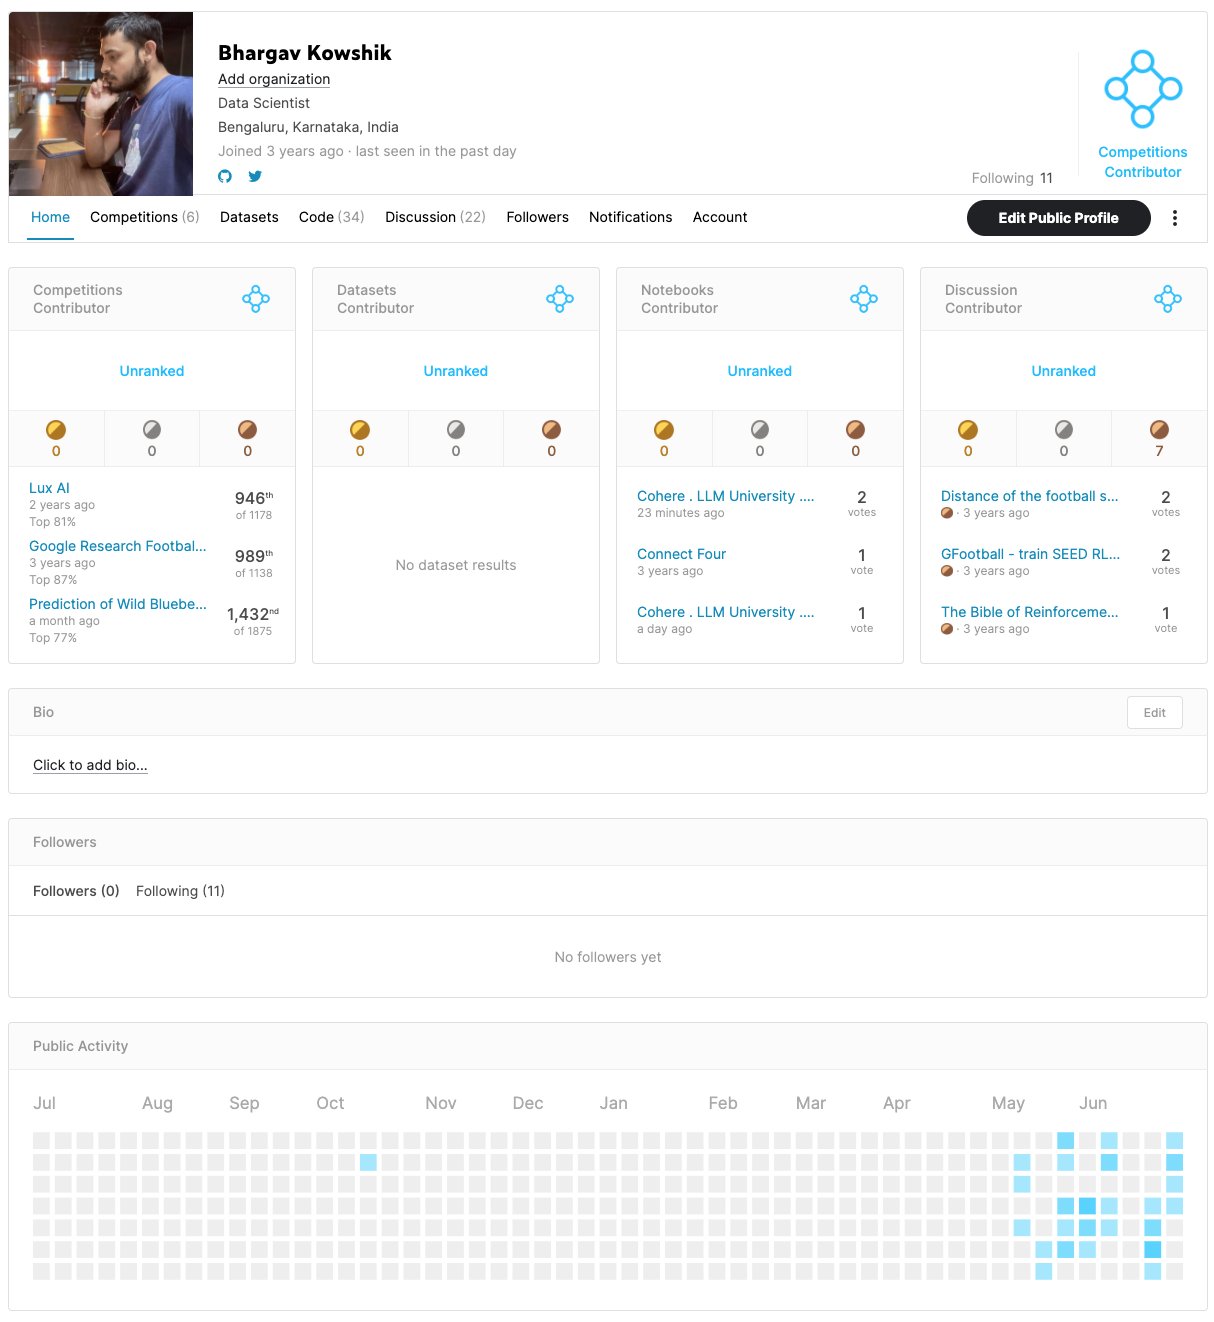 Bhargav Kowshik
Add organization
Data Scientist
Bengaluru, Karnataka, India
Joined 3 years ago · last seen in the past day
Following 11
Competitions
Contributor
Home Competitions (6) Datasets Code (34) Discussion (22) Followers Notifications Account
Edit Public Profile
Competitions
Contributor
Unranked
0 0 0
Lux AI
2 years ago
Top 81%
946th
of 1178
Google Research Footbal...
3 years ago
Top 87%
989th
of 1138
Prediction of Wild Bluebe...
a month ago
Top 77%
1,432nd
of 1875
Datasets
Contributor
Unranked
0 0 0
No dataset results
Notebooks
Contributor
Unranked
0 0 0
Cohere . LLM University ....
23 minutes ago
2
votes
Connect Four
3 years ago
1
vote
Cohere . LLM University ....
a day ago
1
vote
Discussion
Contributor
Unranked
0 0 7
Distance of the football s...
· 3 years ago
2
votes
GFootball - train SEED RL...
· 3 years ago
2
votes
The Bible of Reinforceme...
· 3 years ago
1
vote
Bio
Edit
Click to add bio...
Followers
Followers (0) Following (11)
No followers yet
Public Activity
Jul Aug Sep Oct Nov Dec Jan Feb Mar Apr May Jun